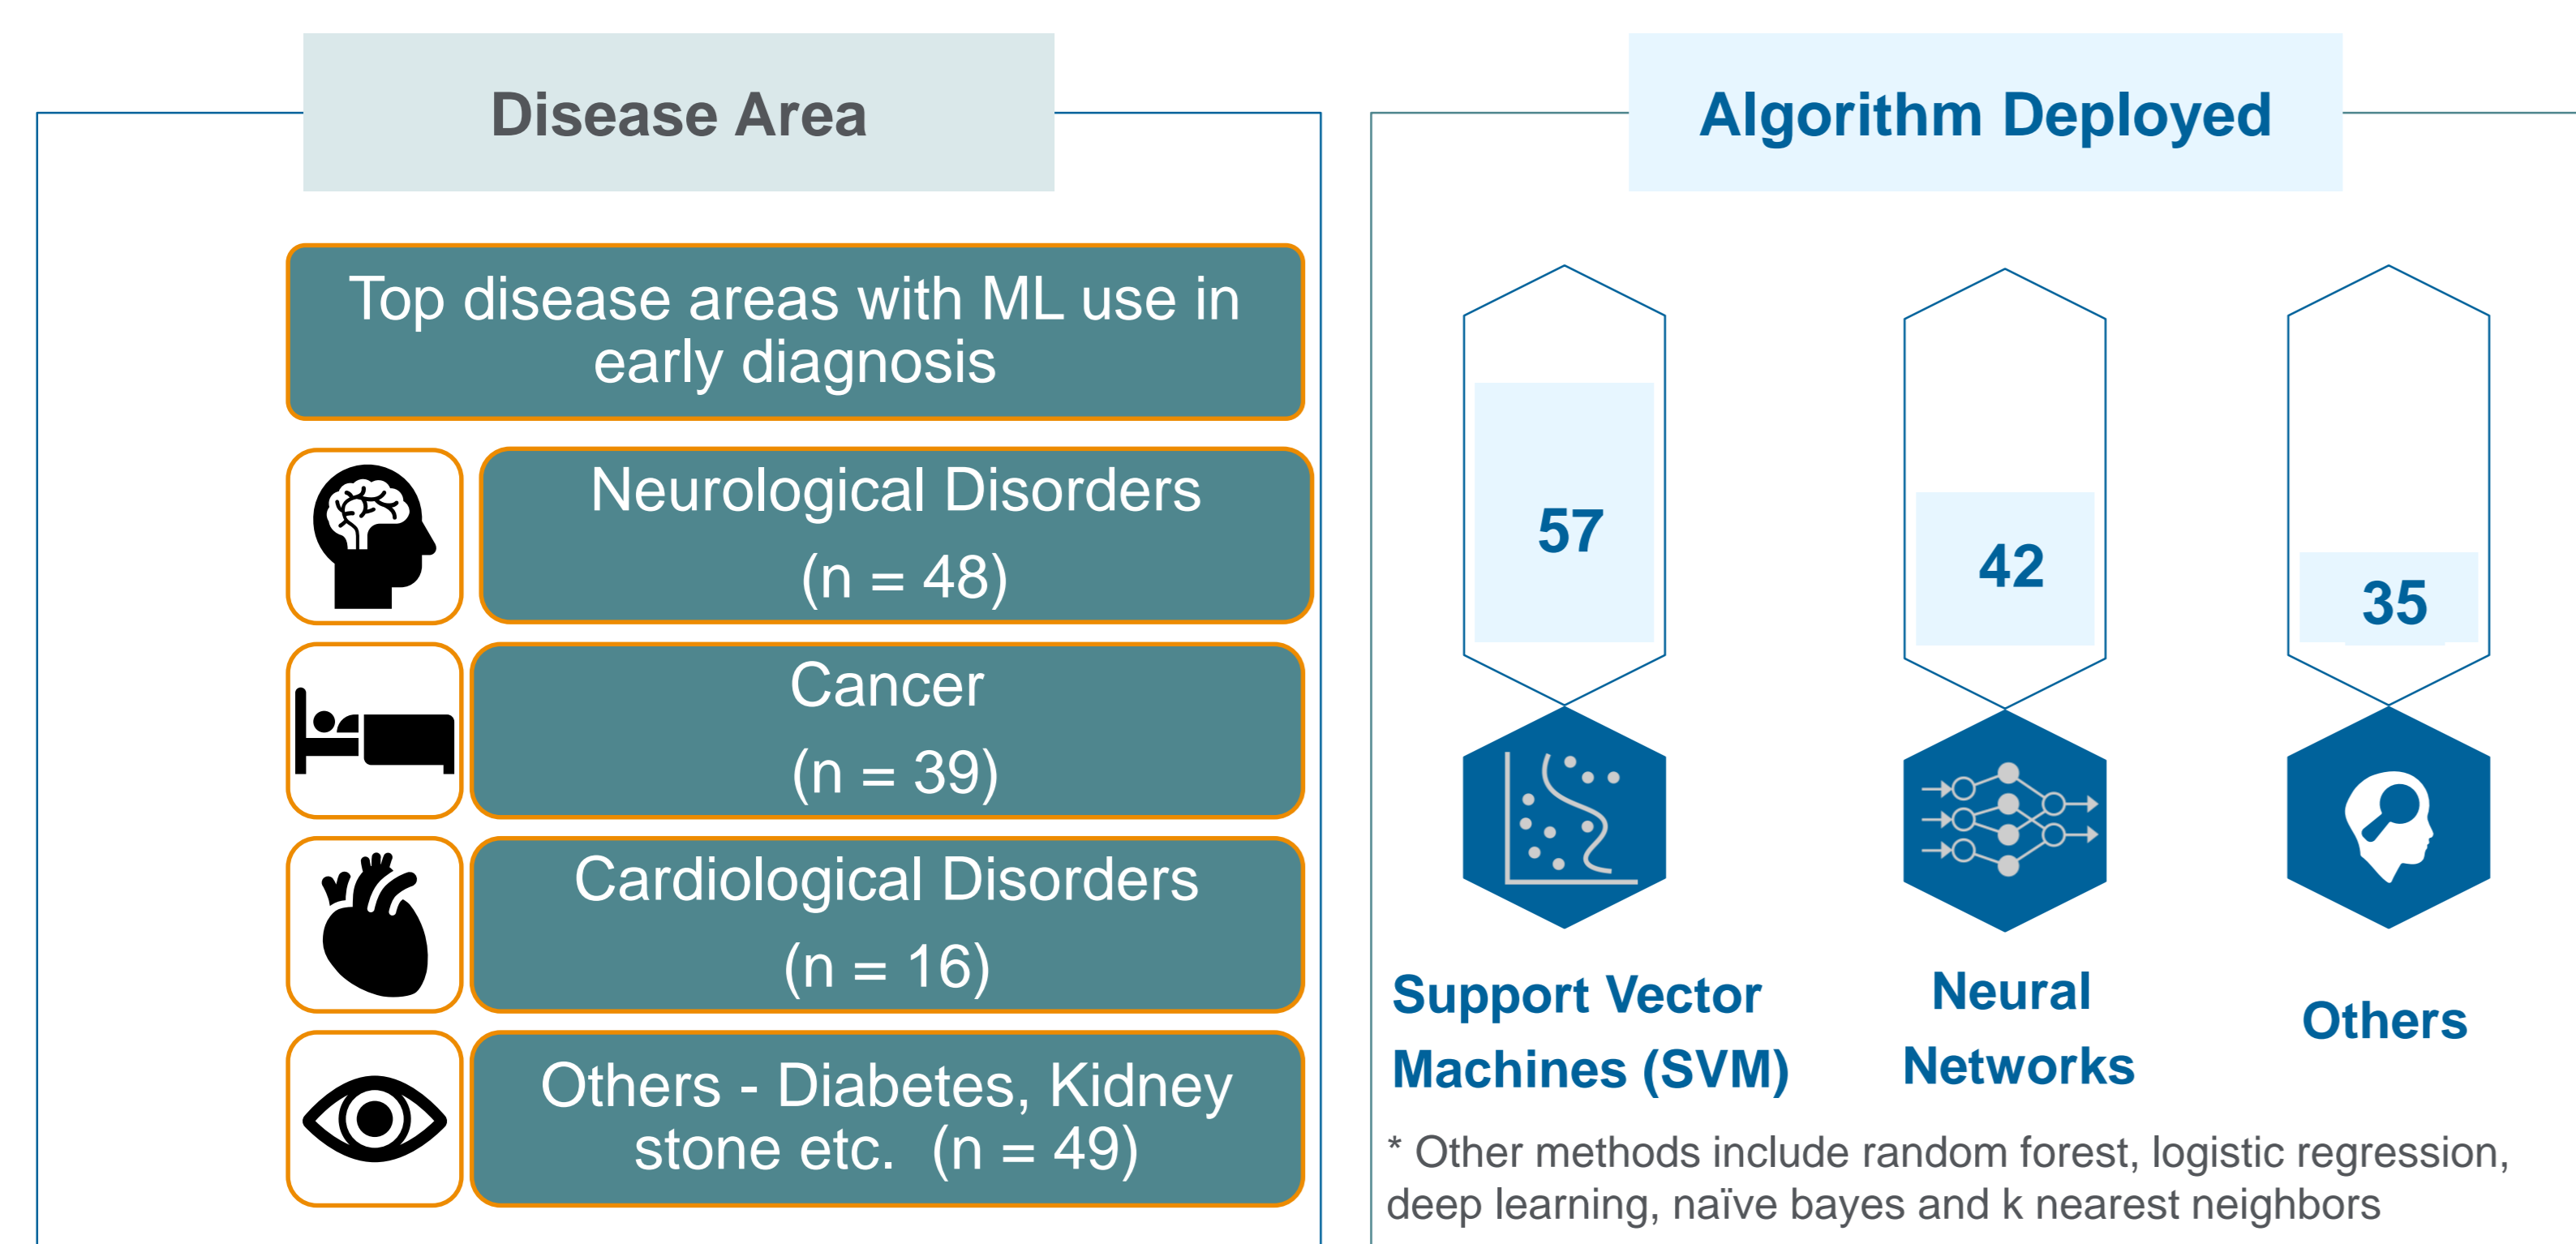 Disease Area
Top disease areas with ML use in
early diagnosis
Neurological Disorders
(n = 48)
Cancer
(n = 39)
Cardiological Disorders
(n = 16)
Others - Diabetes, Kidney
stone etc. (n = 49)
Algorithm Deployed
57
42
35
Support Vector
Machines (SVM)
Neural
Networks
Others
* Other methods include random forest, logistic regression,
deep learning, naïve bayes and k nearest neighbors